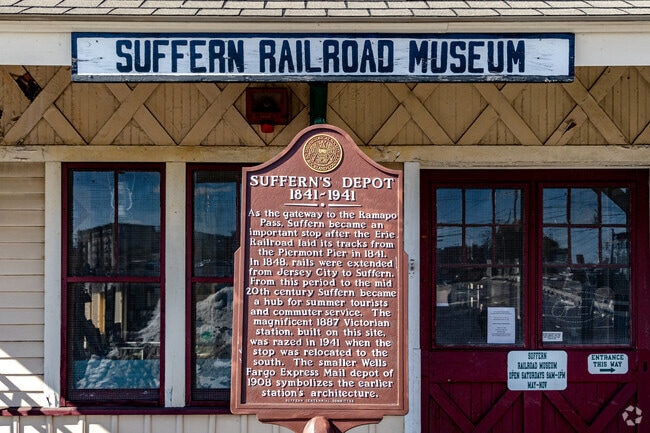 SUFFERN RAILROAD MUSEUM
SUFFERN'S DEPOT
1841-1941
As the gateway to the Ramapo
Pass, Suffern became an
important stop after the Erie
Railroad laid its tracks from
the Piermont Pier in 1841.
In 1848, rails were extended
from Jersey City to Suffern.
From this period to the mid
20th century Suffern became
a hub for summer tourists
and commuter service. The
magnificent 1887 Victorian
station, built on this site,
was razed in 1941 when the
stop was relocated to the
south. The smaller Wells
Fargo Express Mail depot of
1908 symbolizes the earlier
station's architecture.
SUFFERN CENTENNIAL COMMITTEE
SUFFERN
RAILROAD MUSEUM
OPEN SATURDAYS 9AM-1PM
MAY-NOV
ENTRANCE
THIS WAY